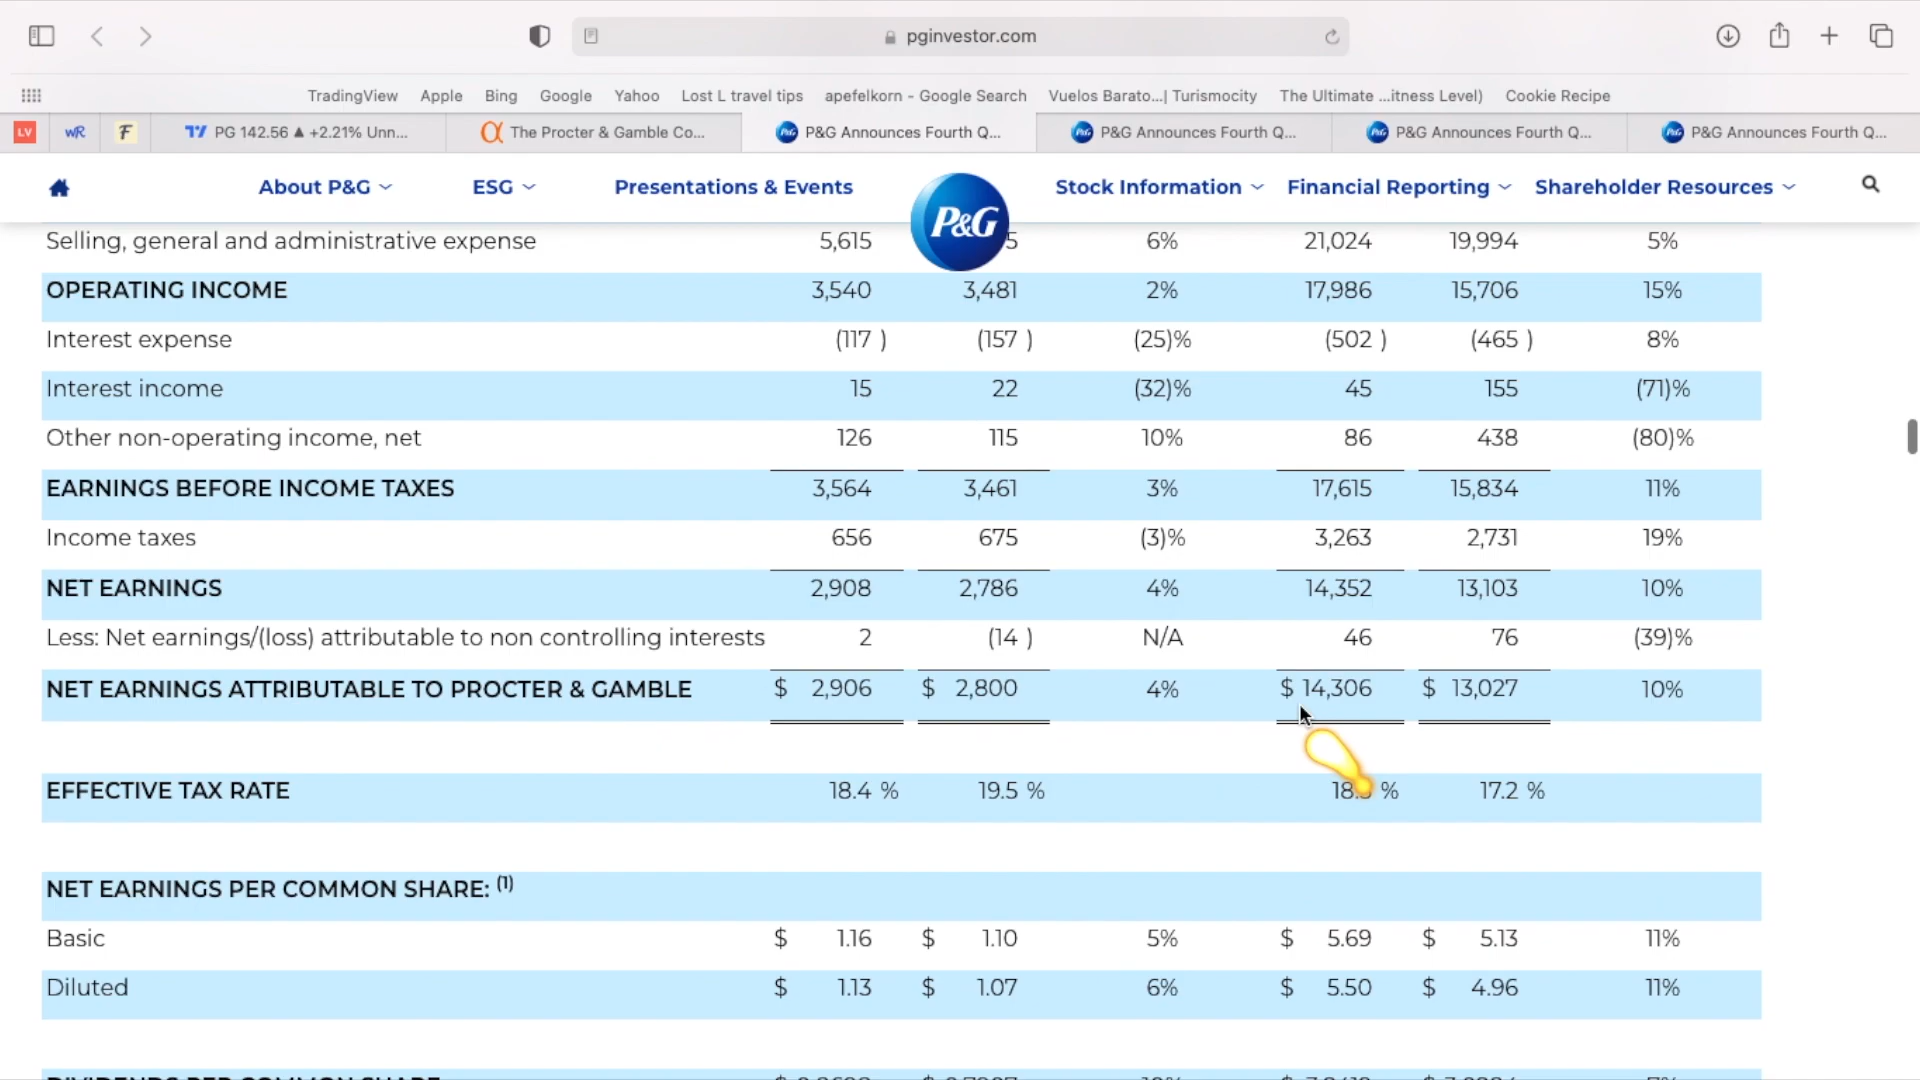 pginvestor.com
TradingView Apple Bing Google Yahoo Lost L travel tips apefelkorn - Google Search Vuelos Barato...| Turismocity The Ultimate ...itness Level) Cookie Recipe
LV wR F PG 142.56 ▲ +2.21% Unn... The Procter & Gamble Co... P&G Announces Fourth Q... P&G Announces Fourth Q... P&G Announces Fourth Q... P&G Announces Fourth Q...
About P&G ESG Presentations & Events P&G Stock Information Financial Reporting Shareholder Resources
Selling, general and administrative expense 5,615 5 6% 21,024 19,994 5%
OPERATING INCOME 3,540 3,481 2% 17,986 15,706 15%
Interest expense (117 ) (157 ) (25)% (502 ) (465 ) 8%
Interest income 15 22 (32)% 45 155 (71)%
Other non-operating income, net 126 115 10% 86 438 (80)%
EARNINGS BEFORE INCOME TAXES 3,564 3,461 3% 17,615 15,834 11%
Income taxes 656 675 (3)% 3,263 2,731 19%
NET EARNINGS 2,908 2,786 4% 14,352 13,103 10%
Less: Net earnings/(loss) attributable to non controlling interests 2 (14 ) N/A 46 76 (39)%
NET EARNINGS ATTRIBUTABLE TO PROCTER & GAMBLE $ 2,906 $ 2,800 4% $ 14,306 $ 13,027 10%
EFFECTIVE TAX RATE 18.4 % 19.5 % % 17.2 %
NET EARNINGS PER COMMON SHARE: (1)
Basic $ 1.16 $ 1.10 5% $ 5.69 $ 5.13 11%
Diluted $ 1.13 $ 1.07 6% $ 5.50 $ 4.96 11%